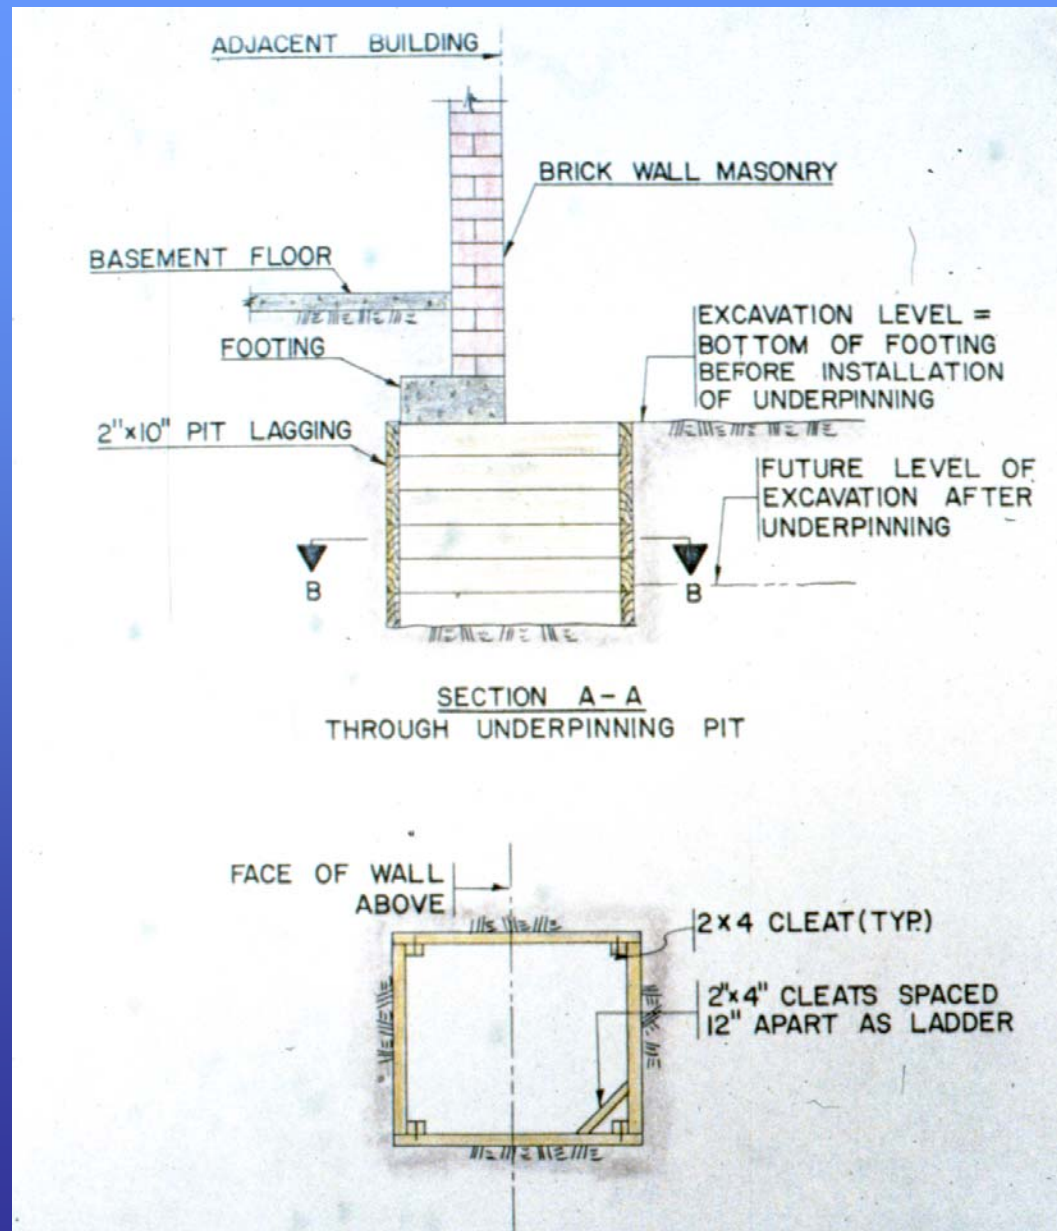 ADJACENT BUILDING
BRICK WALL MASONRY
BASEMENT FLOOR
EXCAVATION LEVEL =
BOTTOM OF FOOTING
BEFORE INSTALLATION
OF UNDERPINNING
FOOTING
2"x10" PIT LAGGING
FUTURE LEVEL OF
EXCAVATION AFTER
UNDERPINNING
B
B
SECTION A-A
THROUGH UNDERPINNING PIT
FACE OF WALL
ABOVE
2x4 CLEAT (TYP.)
2"x4" CLEATS SPACED
12" APART AS LADDER